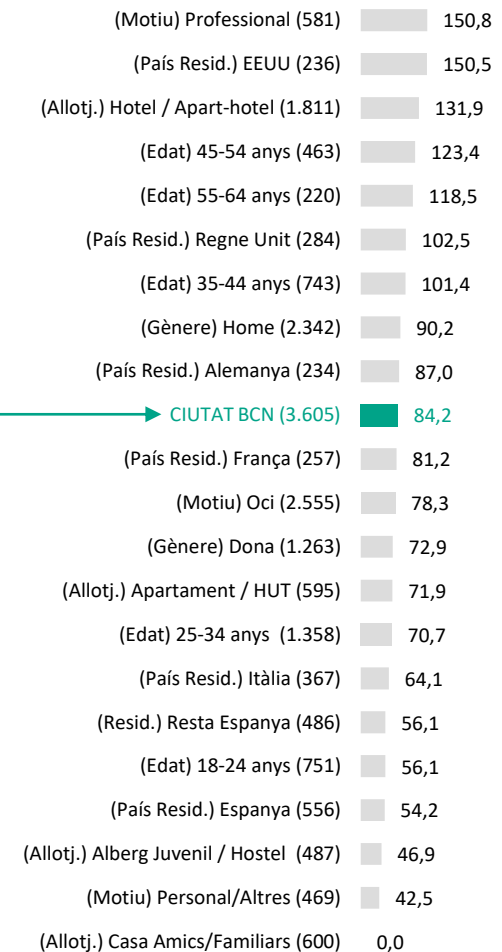 (Motiu) Professional (581) 150,8
(País Resid.) EEUU (236) 150,5
(Allotj.) Hotel / Apart-hotel (1.811) 131,9
(Edat) 45-54 anys (463) 123,4
(Edat) 55-64 anys (220) 118,5
(País Resid.) Regne Unit (284) 102,5
(Edat) 35-44 anys (743) 101,4
(Gènere) Home (2.342) 90,2
(País Resid.) Alemanya (234) 87,0
CIUTAT BCN (3.605) 84,2
(País Resid.) França (257) 81,2
(Motiu) Oci (2.555) 78,3
(Gènere) Dona (1.263) 72,9
(Allotj.) Apartament / HUT (595) 71,9
(Edat) 25-34 anys (1.358) 70,7
(País Resid.) Itàlia (367) 64,1
(Resid.) Resta Espanya (486) 56,1
(Edat) 18-24 anys (751) 56,1
(País Resid.) Espanya (556) 54,2
(Allotj.) Alberg Juvenil / Hostel (487) 46,9
(Motiu) Personal/Altres (469) 42,5
(Allotj.) Casa Amics/Familiars (600) 0,0